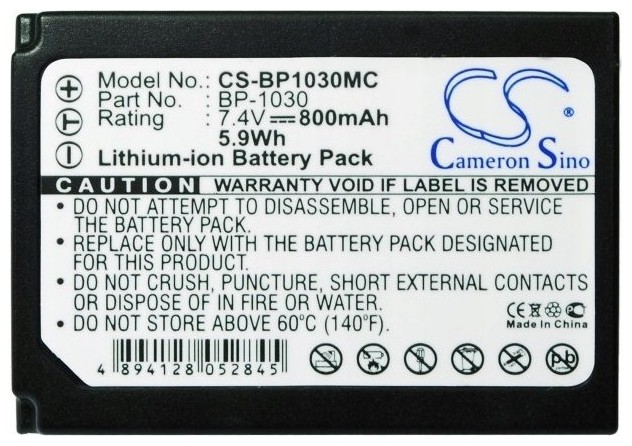 Model No.: CS-BP1030MC
Part No. : BP-1030
Rating : 7.4V 800mAh
5.9Wh
Lithium-ion Battery Pack
CS
Cameron Sino
CAUTION WARRANTY VOID IF LABEL IS REMOVED
• DO NOT ATTEMPT TO DISASSEMBLE, OPEN OR SERVICE
THE BATTERY PACK.
• REPLACE ONLY WITH THE BATTERY PACK DESIGNATED
FOR THIS PRODUCT.
• DO NOT CRUSH, PUNCTURE, SHORT EXTERNAL CONTACTS
OR DISPOSE OF IN FIRE OR WATER.
• DO NOT STORE ABOVE 60°C (140°F).
CE
Made in China
4 894128 052845
Pb